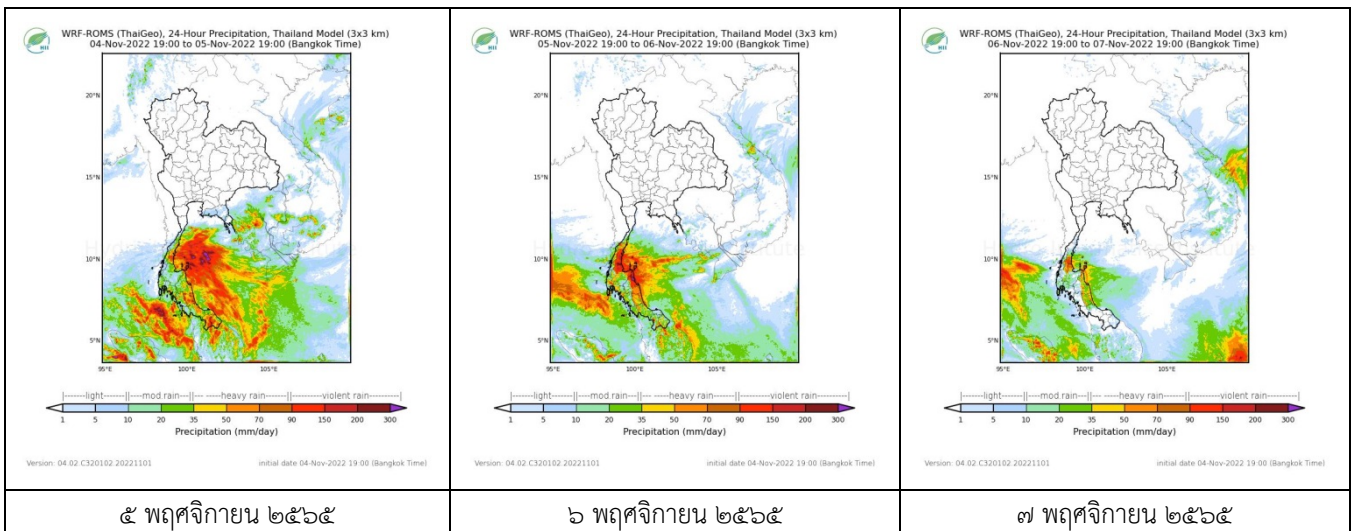 WRF-ROMS (ThaiGeo), 24-Hour Precipitation, Thailand Model (3x3 km)
04-Nov-2022 19:00 to 05-Nov-2022 19:00 (Bangkok Time)
HII
20°N
15°N
10°N
5°N
95°E 100°E 105°E
|------light-----||---mod rain---||--- ----heavy rain------||----------violent rain------|
1 5 10 20 35 50 70 90 150 200 300
Precipitation (mm/day)
Version: 04.02.C320102.20221101 initial date 04-Nov-2022 19:00 (Bangkok Time)
๕ พฤศจิกายน ๒๕๖๕
WRF-ROMS (ThaiGeo), 24-Hour Precipitation, Thailand Model (3x3 km)
05-Nov-2022 19:00 to 06-Nov-2022 19:00 (Bangkok Time)
HII
20°N
15°N
10°N
5°N
95°E 100°E 105°E
|------light-----||---mod rain---||--- ----heavy rain------||----------violent rain------|
1 5 10 20 35 50 70 90 150 200 300
Precipitation (mm/day)
Version: 04.02.C320102.20221101 initial date 04-Nov-2022 19:00 (Bangkok Time)
๖ พฤศจิกายน ๒๕๖๕
WRF-ROMS (ThaiGeo), 24-Hour Precipitation, Thailand Model (3x3 km)
06-Nov-2022 19:00 to 07-Nov-2022 19:00 (Bangkok Time)
HII
20°N
15°N
10°N
5°N
95°E 100°E 105°E
|------light-----||---mod rain---||--- ----heavy rain------||----------violent rain------|
1 5 10 20 35 50 70 90 150 200 300
Precipitation (mm/day)
Version: 04.02.C320102.20221101 initial date 04-Nov-2022 19:00 (Bangkok Time)
๗ พฤศจิกายน ๒๕๖๕